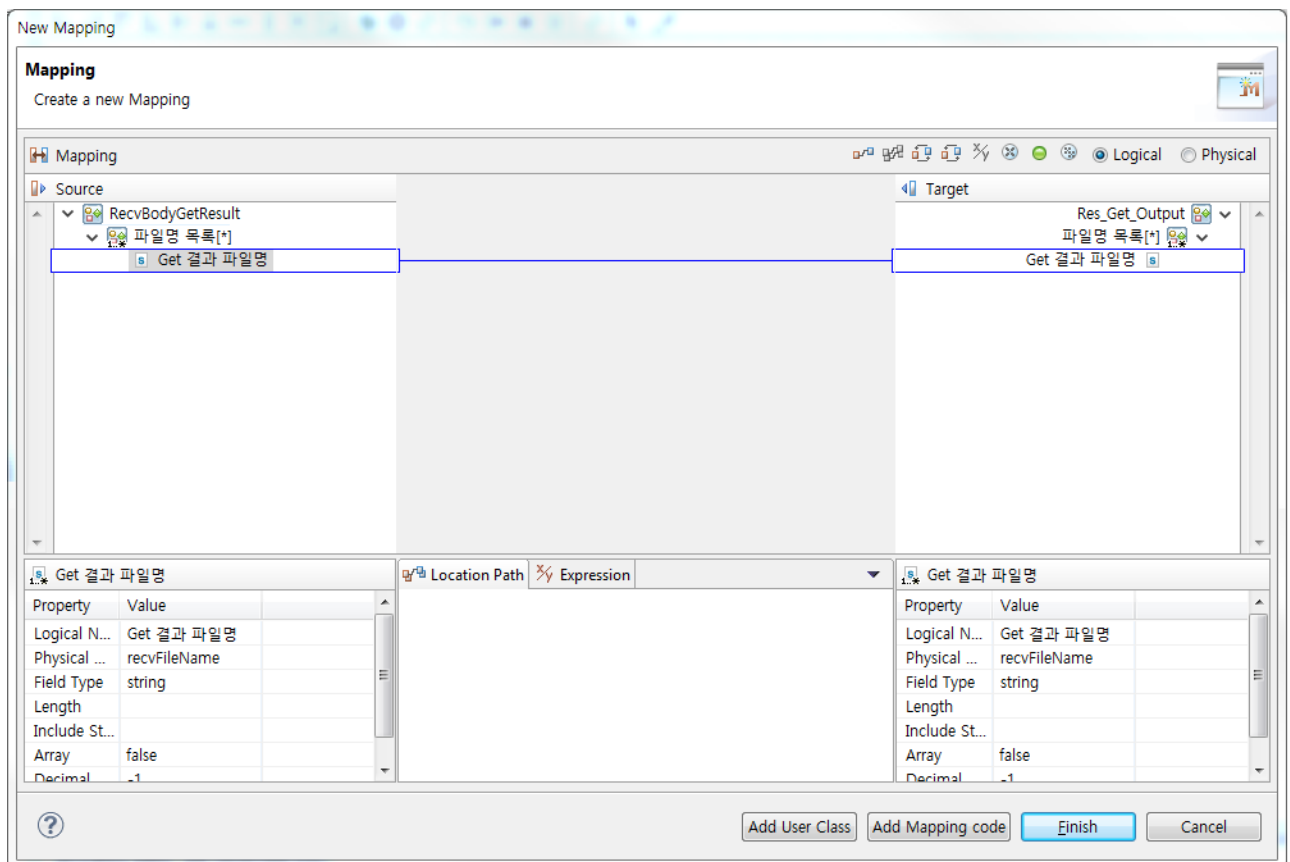 New Mapping
Mapping
Create a new Mapping
Mapping
Logical Physical
Source
Target
RecvBodyGetResult
Res_Get_Output
파일명 목록[*]
파일명 목록[*]
Get 결과 파일명
Get 결과 파일명
Get 결과 파일명
Location Path Expression
Get 결과 파일명
Property Value
Property Value
Logical N... Get 결과 파일명
Logical N... Get 결과 파일명
Physical ... recvFileName
Physical ... recvFileName
Field Type string
Field Type string
Length
Length
Include St...
Include St...
Array false
Array false
Decimal -1
Decimal -1
Add User Class Add Mapping code Finish Cancel